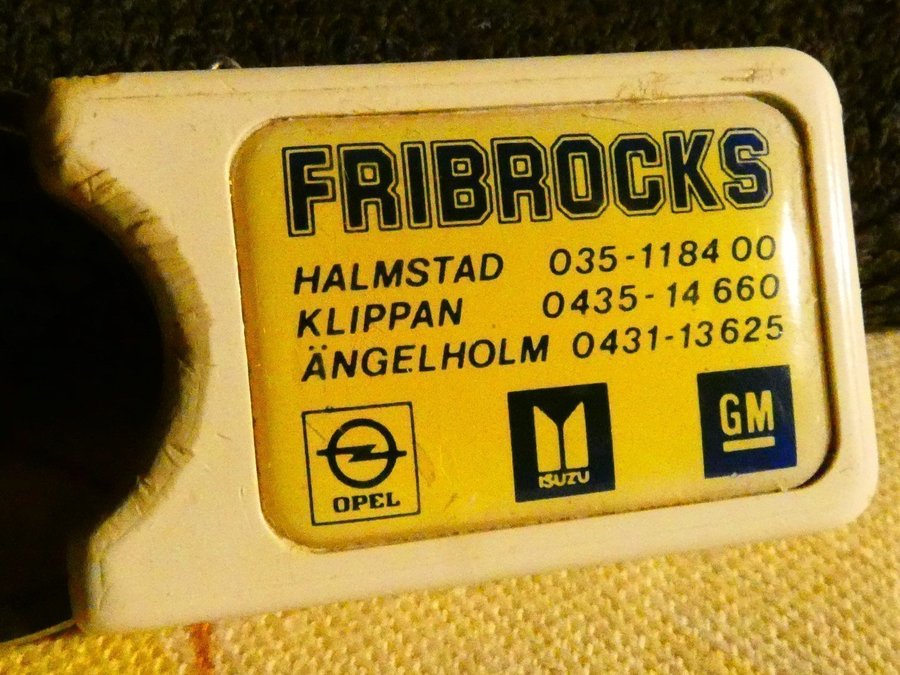 FRIBROCKS
HALMSTAD 035-1184 00
KLIPPAN 0435-14 660
ÄNGELHOLM 0431-13625
OPEL
ISUZU
GM